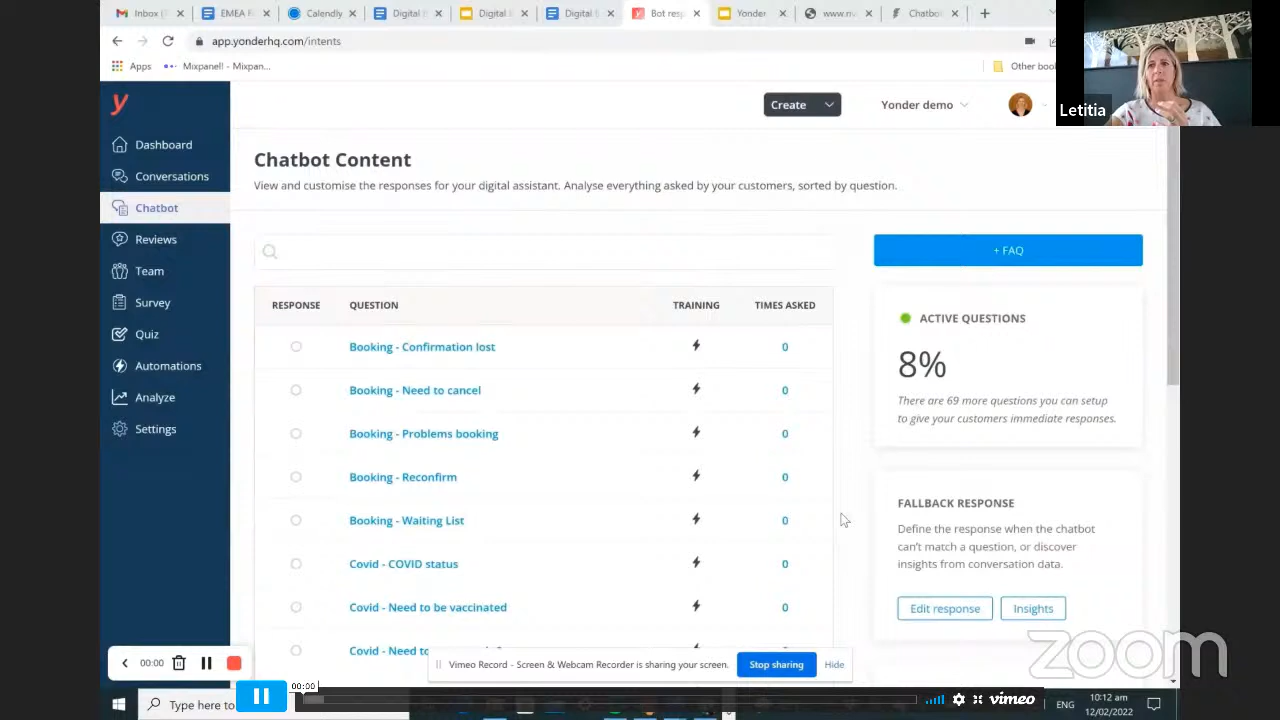 Inbox (
EMEA F
Calendly
Digital
Digital
Digital
Bot resp
Yonder
www.m
Chatbot
app.yonderhq.com/intents
Apps
Mixpanel! - Mixpan...
Other boo
Letitia
y
Create
Yonder demo
Dashboard
Conversations
Chatbot
Reviews
Team
Survey
Quiz
Automations
Analyze
Settings
Chatbot Content
View and customise the responses for your digital assistant. Analyse everything asked by your customers, sorted by question.
+ FAQ
RESPONSE QUESTION TRAINING TIMES ASKED
Booking - Confirmation lost 0
Booking - Need to cancel 0
Booking - Problems booking 0
Booking - Reconfirm 0
Booking - Waiting List 0
Covid - COVID status 0
Covid - Need to be vaccinated 0
Covid - Need to
ACTIVE QUESTIONS
8%
There are 69 more questions you can setup
to give your customers immediate responses.
FALLBACK RESPONSE
Define the response when the chatbot
can't match a question, or discover
insights from conversation data.
Edit response
Insights
zoom
00:00
Vimeo Record - Screen & Webcam Recorder is sharing your screen.
Stop sharing
Hide
00:00
vimeo
Type here to
ENG
10:12 am
12/02/2022